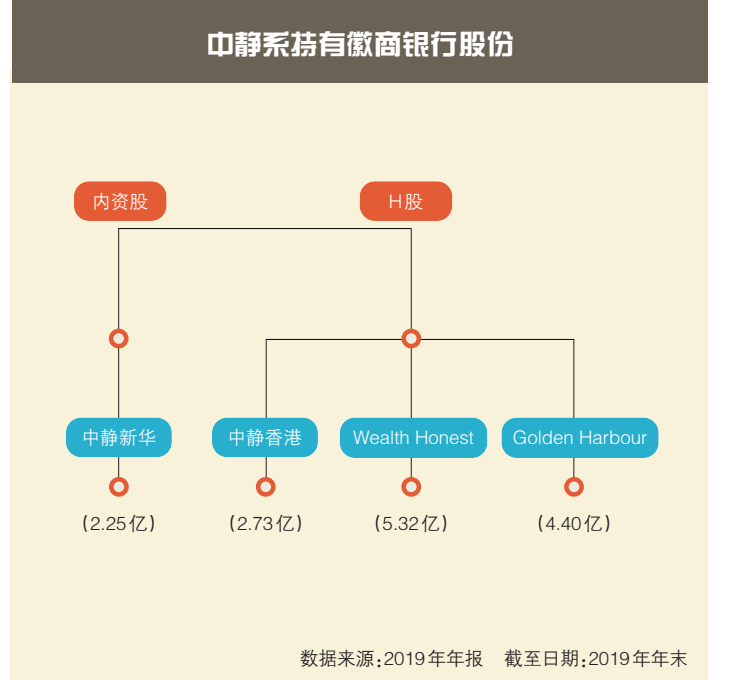 中静系持有徽商银行股份
内资股
H股
中静新华
中静香港
Wealth Honest
Golden Harbour
(2.25亿)
(2.73亿)
(5.32亿)
(4.40亿)
数据来源:2019年年报 截至日期:2019年年末